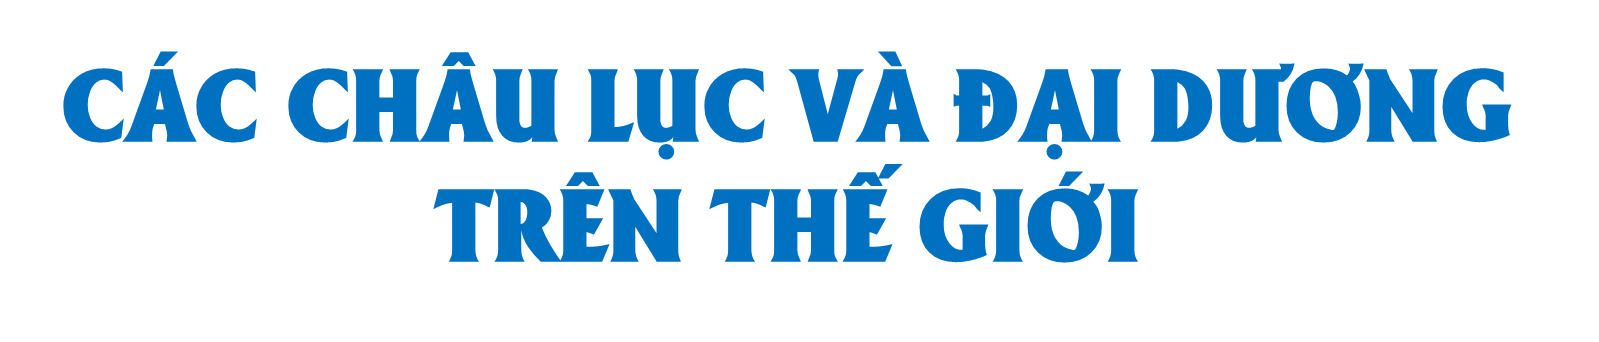 CÁC CHÂU LỤC VÀ ĐẠI DƯƠNG
TRÊN THẾ GIỚI